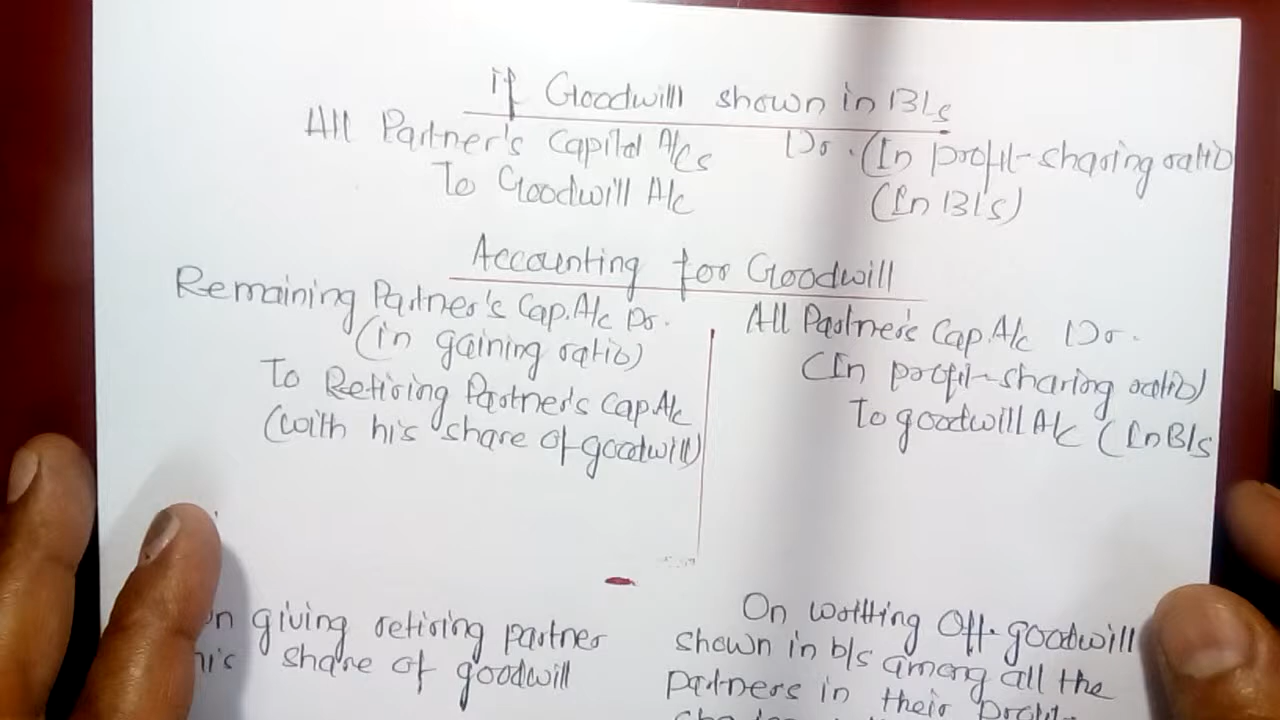 If Goodwill shown in B/s
All Partner's Capital A/cs Dr. (In profit-sharing ratio
To Goodwill A/c (In B/s)
Accounting for Goodwill
Remaining Partner's Cap. A/c Dr.
(in gaining ratio)
To Retiring Partner's Cap A/c
(with his share of goodwill)
All Partner's Cap. A/c Dr.
(In profit-sharing ratio)
To goodwill A/c (In B/s
giving retiring partner
his share of goodwill
On writting Off goodwill
shown in b/s among all the
partners in their profit-